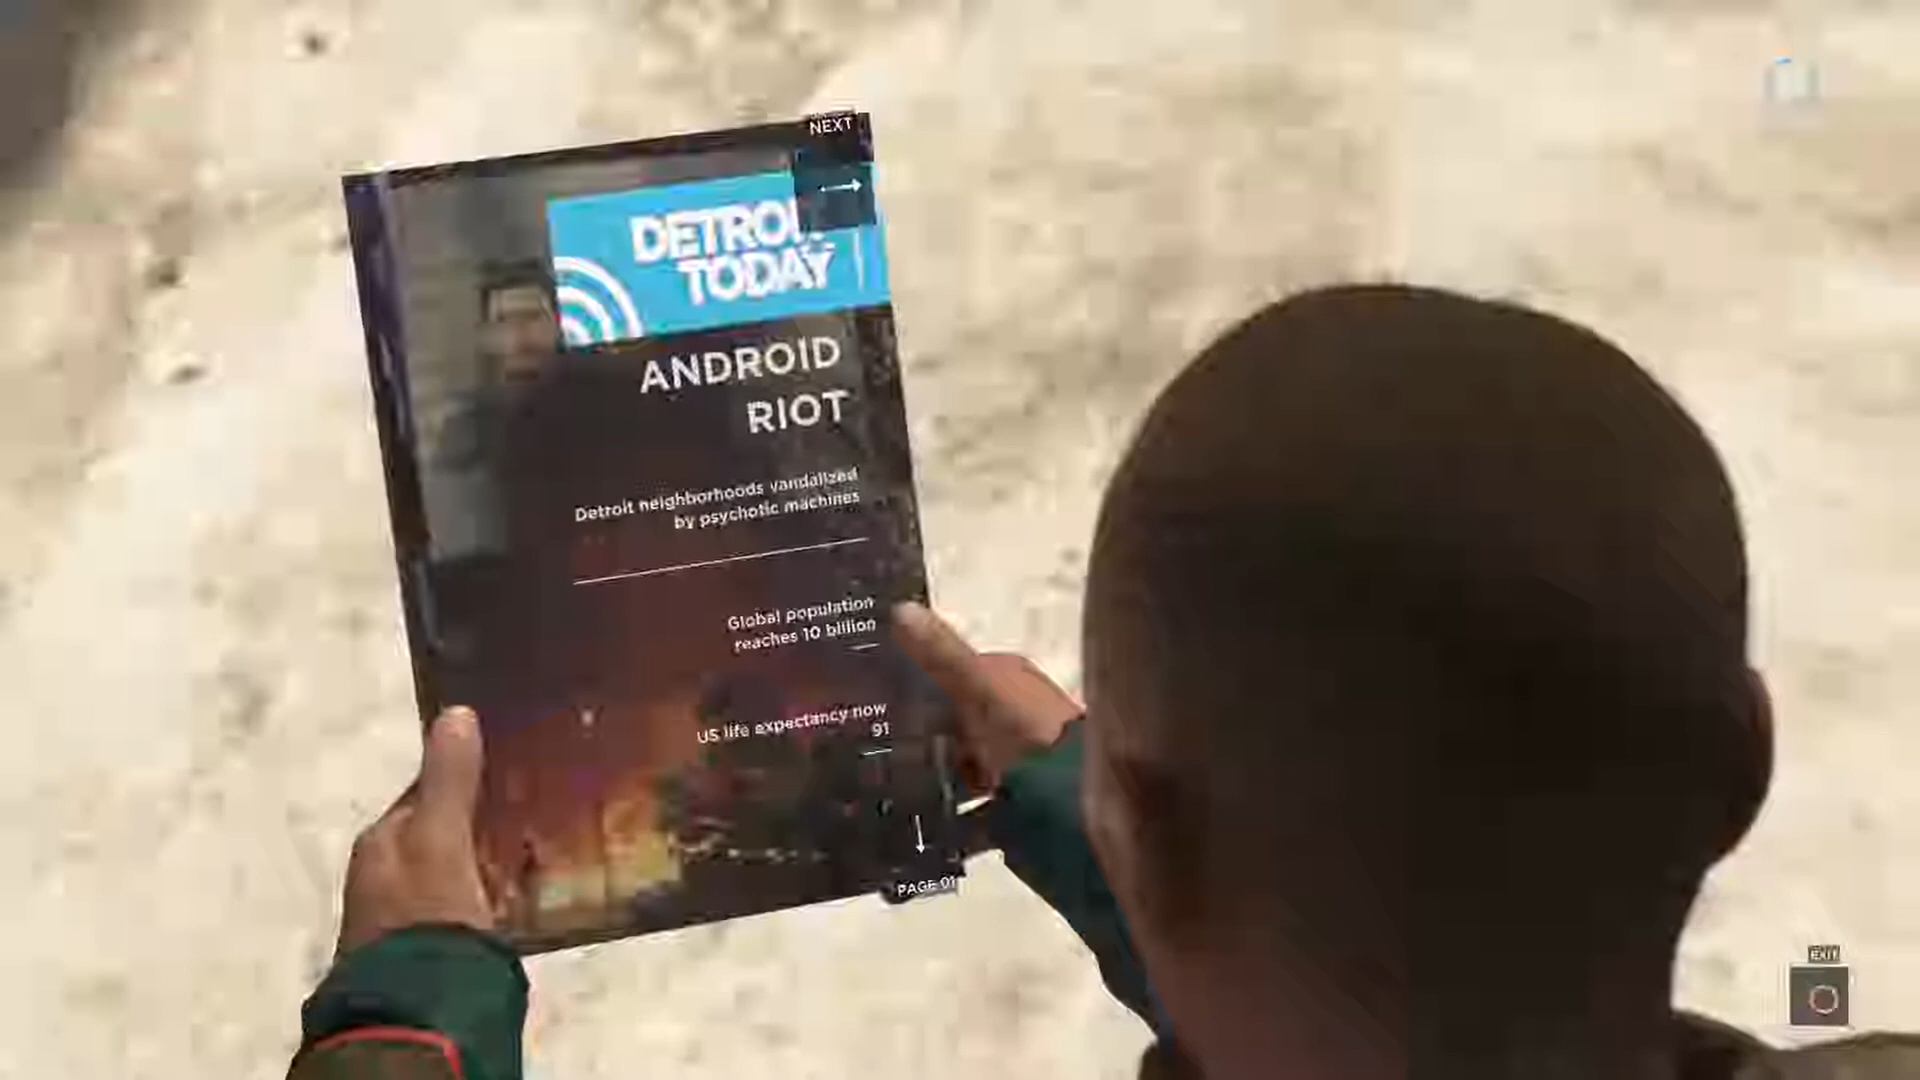 NEXT
DETROI
TODAY
ANDROID
RIOT
Detroit neighborhoods vandalized
by psychotic machines
Global population
reaches 10 billion
US life expectancy now
91
PAGE 01
EXIT